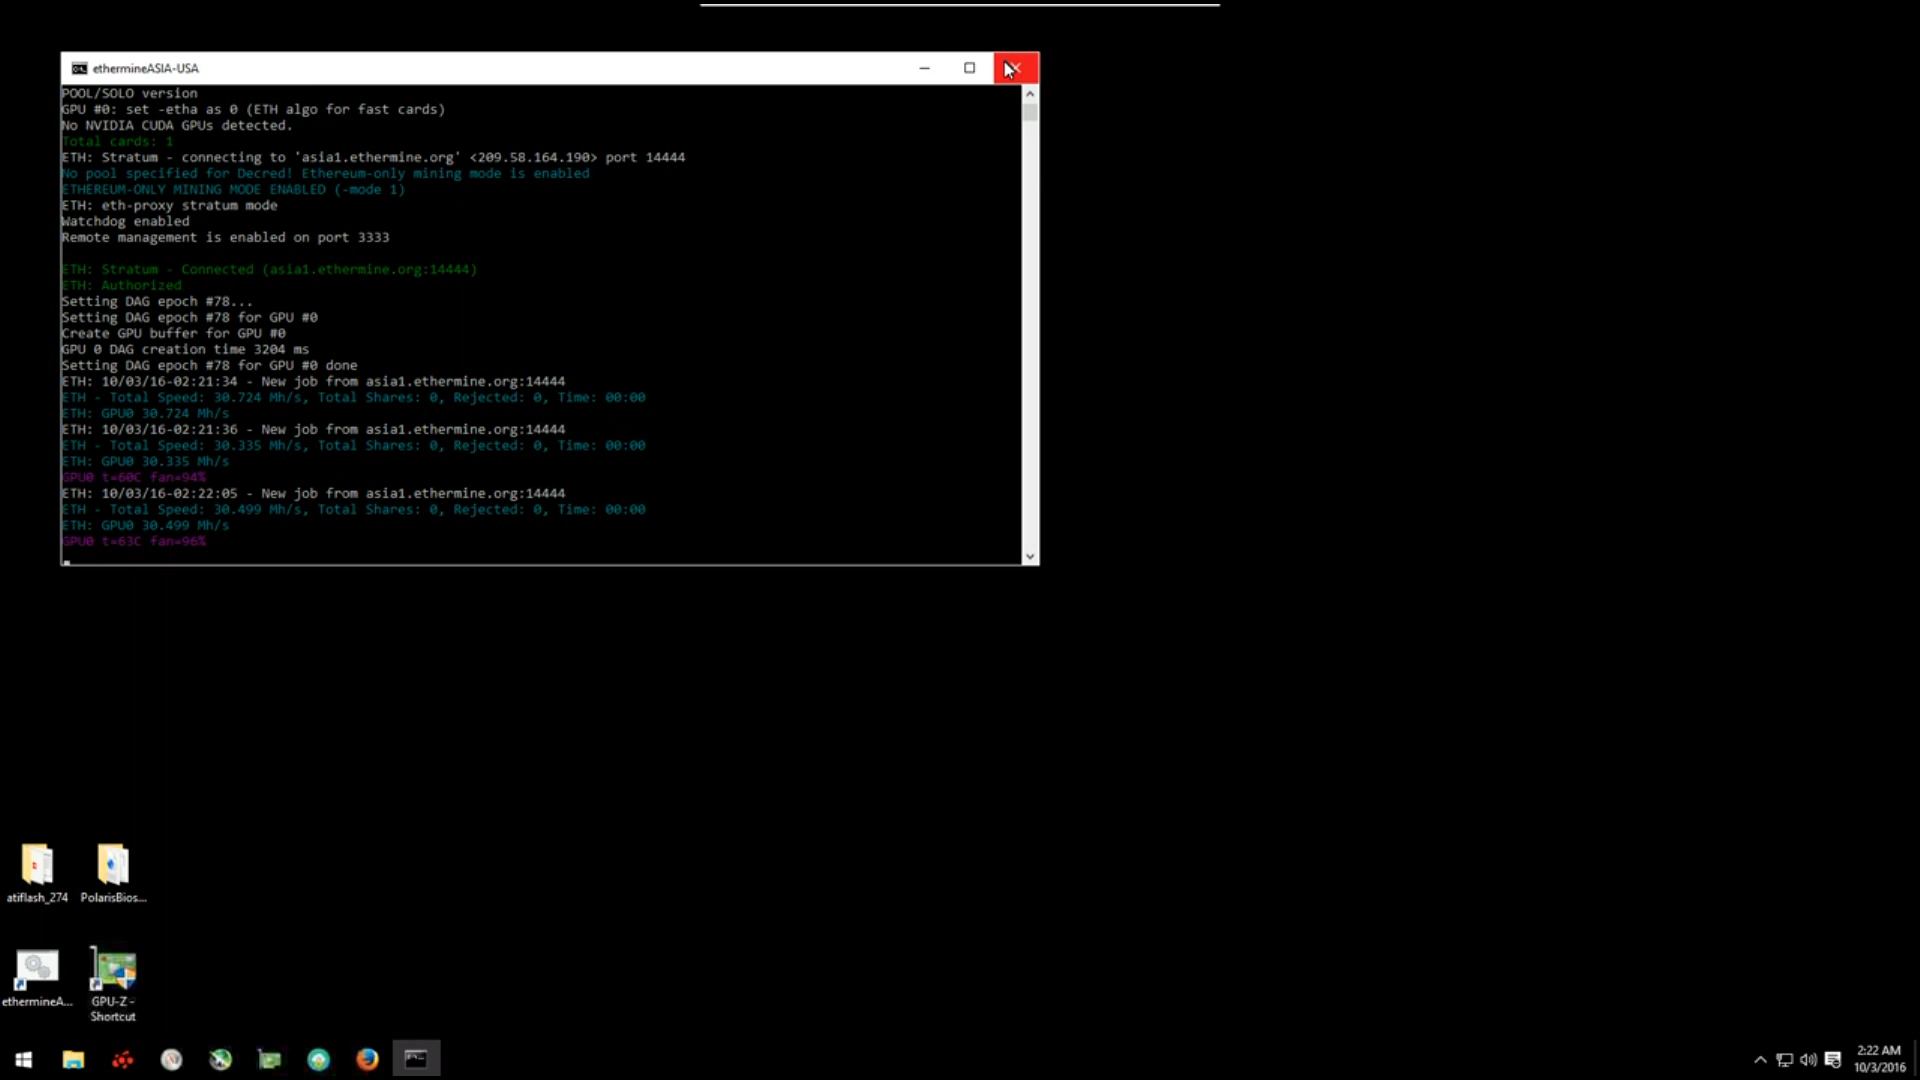 ethermineASIA-USA
POOL/SOLO version
GPU #0: set -etha as 0 (ETH algo for fast cards)
No NVIDIA CUDA GPUs detected.
Total cards: 1
ETH: Stratum - connecting to 'asia1.ethermine.org' <209.58.164.190> port 14444
No pool specified for Decred! Ethereum-only mining mode is enabled
ETHEREUM-ONLY MINING MODE ENABLED (-mode 1)
ETH: eth-proxy stratum mode
Watchdog enabled
Remote management is enabled on port 3333
ETH: Stratum - Connected (asia1.ethermine.org:14444)
ETH: Authorized
Setting DAG epoch #78...
Setting DAG epoch #78 for GPU #0
Create GPU buffer for GPU #0
GPU 0 DAG creation time 3204 ms
Setting DAG epoch #78 for GPU #0 done
ETH: 10/03/16-02:21:34 - New job from asia1.ethermine.org:14444
ETH - Total Speed: 30.724 Mh/s, Total Shares: 0, Rejected: 0, Time: 00:00
ETH: GPU0 30.724 Mh/s
ETH: 10/03/16-02:21:36 - New job from asia1.ethermine.org:14444
ETH - Total Speed: 30.335 Mh/s, Total Shares: 0, Rejected: 0, Time: 00:00
ETH: GPU0 30.335 Mh/s
GPU0 t=60C fan=94%
ETH: 10/03/16-02:22:05 - New job from asia1.ethermine.org:14444
ETH - Total Speed: 30.499 Mh/s, Total Shares: 0, Rejected: 0, Time: 00:00
ETH: GPU0 30.499 Mh/s
GPU0 t=63C fan=96%
atiflash_274
PolarisBios...
ethermineA...
GPU-Z -
Shortcut
2:22 AM
10/3/2016